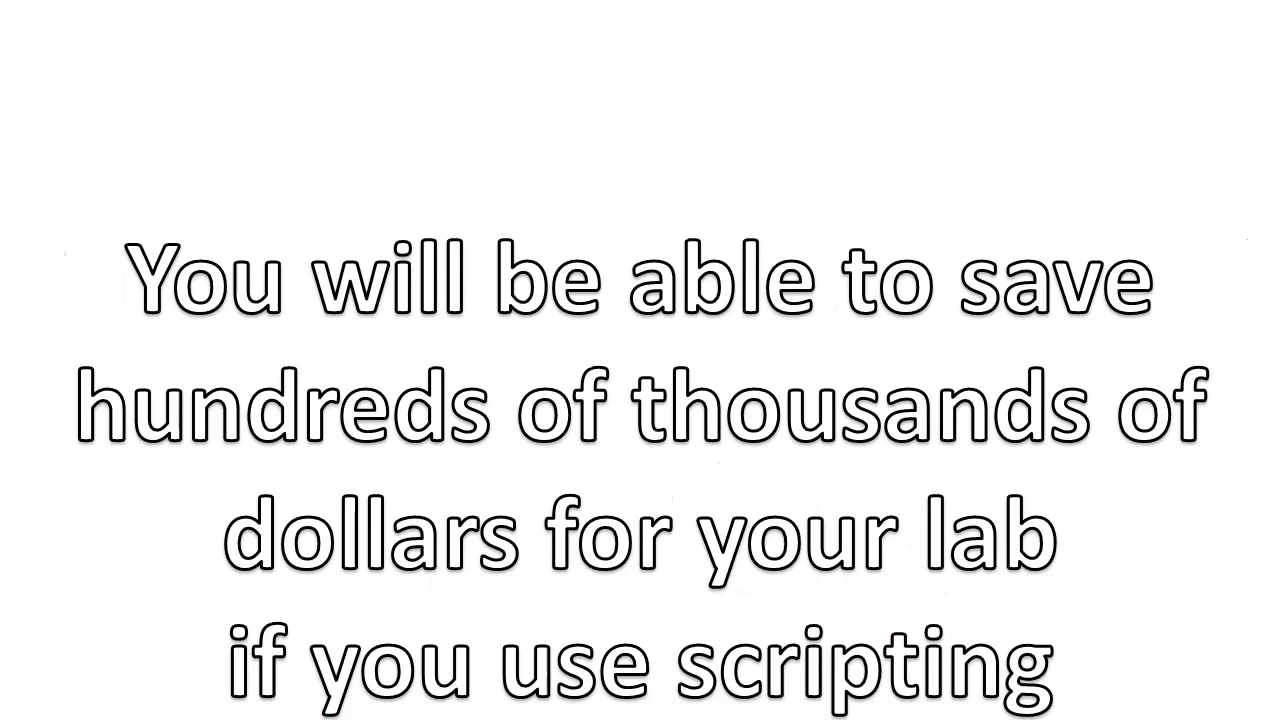 You will be able to save
hundreds of thousands of
dollars for your lab
if you use scripting